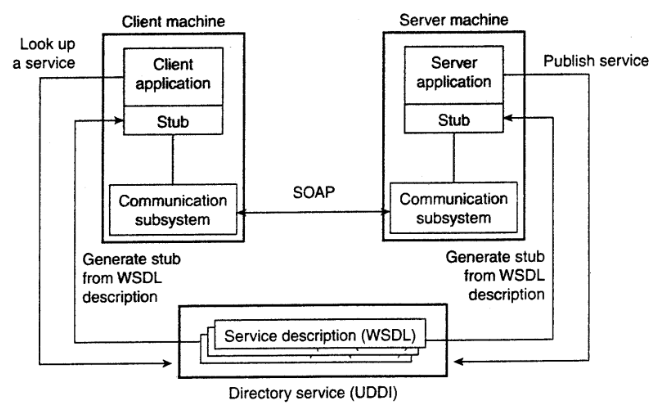 Client machine
Server machine
Look up
a service
Client
application
Stub
Server
application
Stub
Publish service
SOAP
Communication
subsystem
Communication
subsystem
Generate stub
from WSDL
description
Generate stub
from WSDL
description
Service description (WSDL)
Directory service (UDDI)